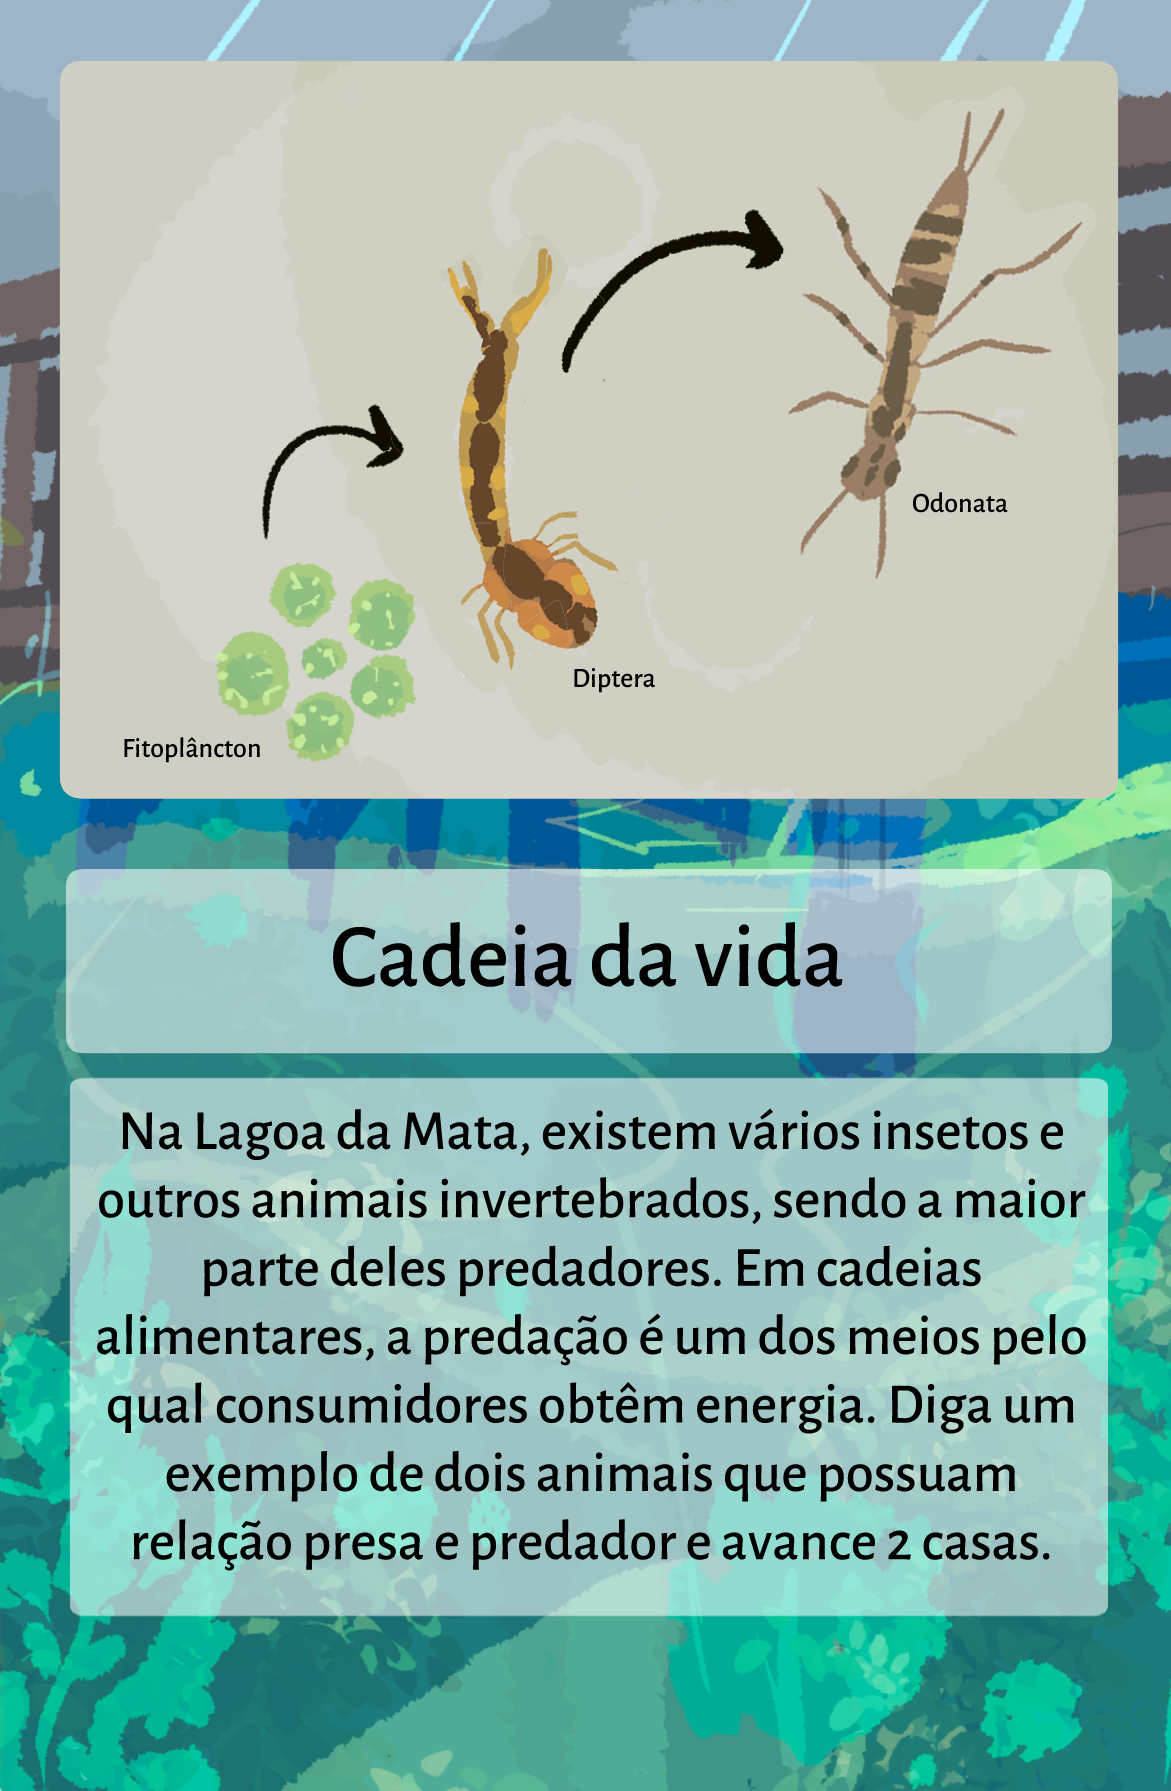 Odonata
Diptera
Fitoplâncton
Cadeia da vida
Na Lagoa da Mata, existem vários insetos e
outros animais invertebrados, sendo a maior
parte deles predadores. Em cadeias
alimentares, a predação é um dos meios pelo
qual consumidores obtêm energia. Diga um
exemplo de dois animais que possuam
relação presa e predador e avance 2 casas.